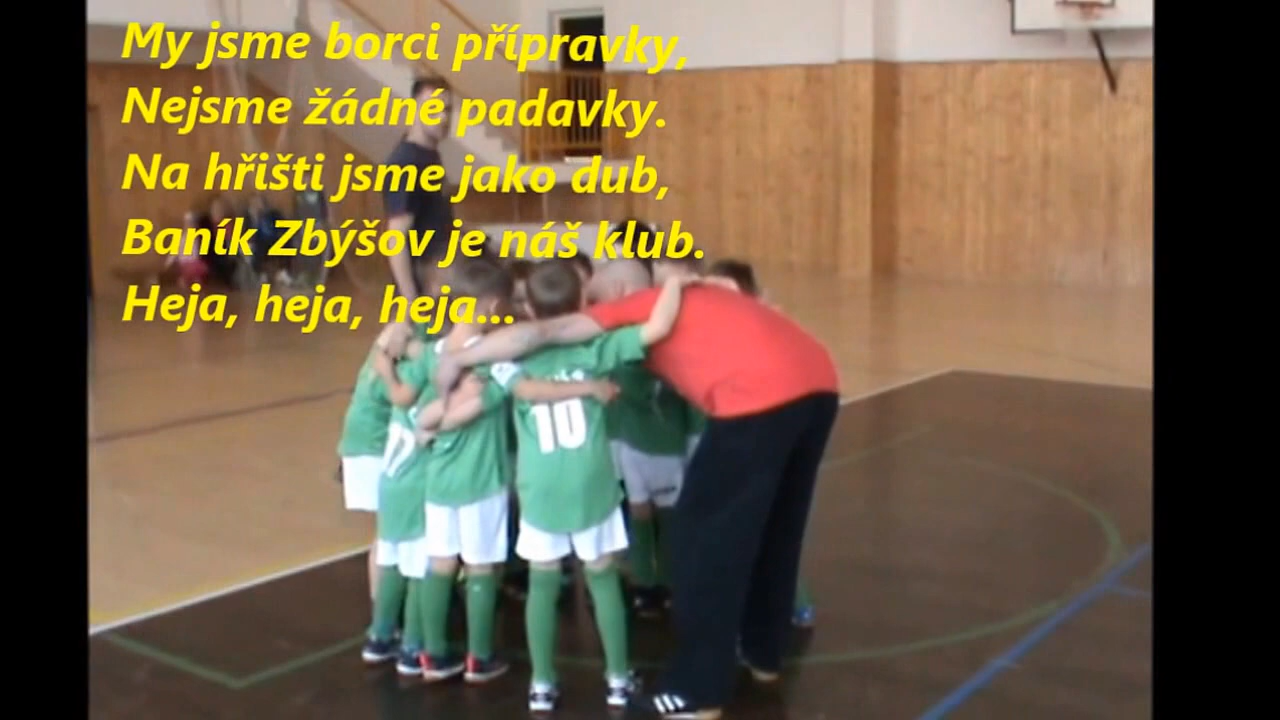 My jsme borci přípravky,
Nejsme žádné padavky.
Na hřišti jsme jako dub,
Baník Zbýšov je náš klub.
Heja, heja, heja...
10